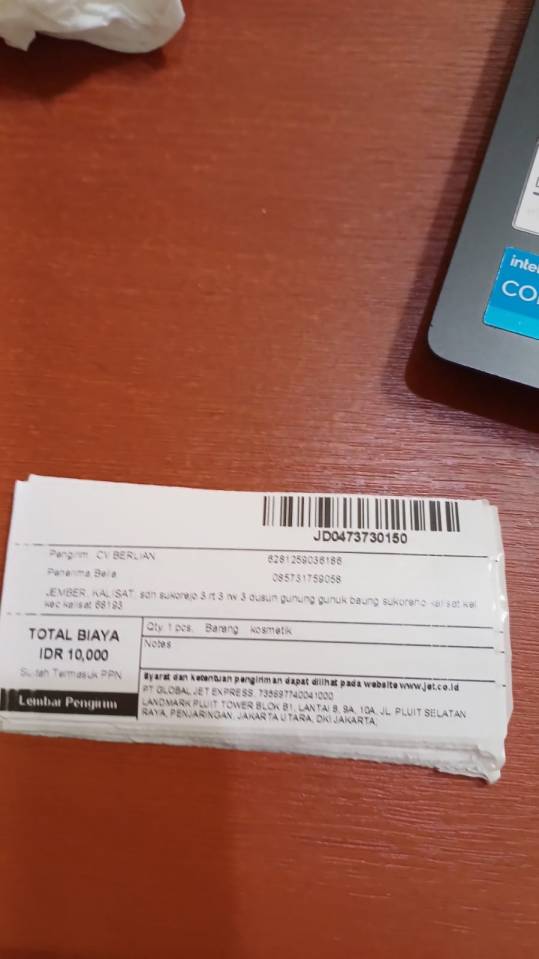 inte
CO
JD0473730150
Pengirim CV BERLIAN 6281259036186
Penerima Bella 085731759058
JEMBER, KALISAT, sdn sukorejo 3 rt 3 rw 3 dusun gunung gunuk baung sukoreno kalisat kel
kec kalisat 68193
TOTAL BIAYA
IDR 10,000
Sudah Termasuk PPN
Lembar Pengirim
Qty 1 pcs. Barang kosmetik
Notes
Syarat dan ketentuan pengiriman dapat dilihat pada website www.jet.co.id
PT GLOBAL JET EXPRESS, 735897740041000
LANDMARK PLUIT TOWER BLOK B1, LANTAI 8, 9A, 10A, JL. PLUIT SELATAN
RAYA, PENJARINGAN, JAKARTA UTARA, DKI JAKARTA,